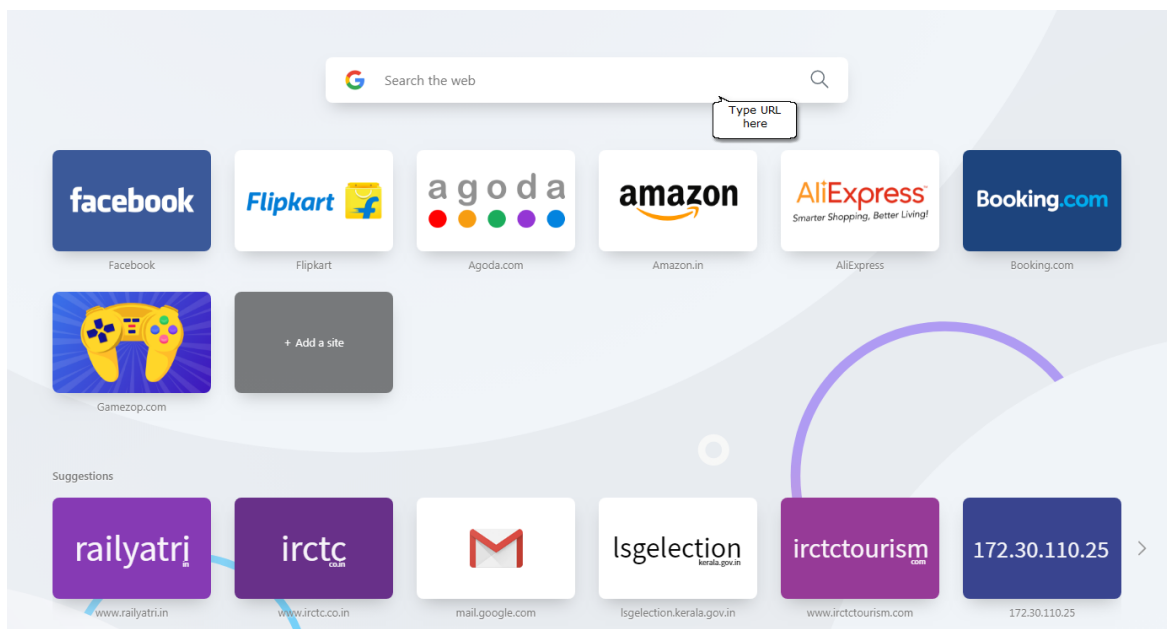 Search the web
Type URL
here
facebook
Flipkart
agoda
amazon
AliExpress
Smarter Shopping, Better Living!
Booking.com
Facebook
Flipkart
Agoda.com
Amazon.in
AliExpress
Booking.com
+ Add a site
Gamezop.com
Suggestions
railyatri
in
irctc
co.in
lsgelection
kerala.gov.in
irctctourism
com
172.30.110.25
www.railyatri.in
www.irctc.co.in
mail.google.com
lsgelection.kerala.gov.in
www.irctctourism.com
172.30.110.25